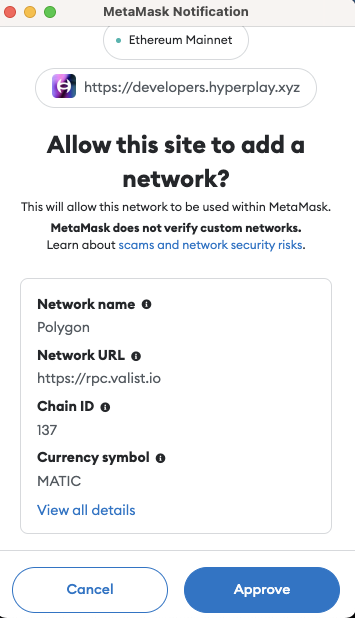 MetaMask Notification
Ethereum Mainnet
https://developers.hyperplay.xyz
Allow this site to add a
network?
This will allow this network to be used within MetaMask.
MetaMask does not verify custom networks.
Learn about scams and network security risks.
Network name
Polygon
Network URL
https://rpc.valist.io
Chain ID
137
Currency symbol
MATIC
View all details
Cancel
Approve